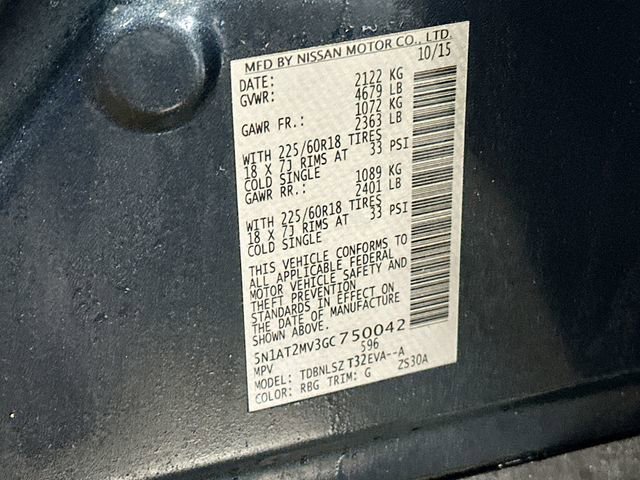 MFD BY NISSAN MOTOR CO., LTD.
DATE: 10/15
GVWR: 2122 KG
4679 LB
GAWR FR.: 1072 KG
2363 LB
WITH 225/60R18 TIRES
18 X 7J RIMS AT 33 PSI
COLD SINGLE
GAWR RR.: 1089 KG
2401 LB
WITH 225/60R18 TIRES
18 X 7J RIMS AT 33 PSI
COLD SINGLE
THIS VEHICLE CONFORMS TO
ALL APPLICABLE FEDERAL
MOTOR VEHICLE SAFETY AND
THEFT PREVENTION
STANDARDS IN EFFECT ON
THE DATE OF MANUFACTURE
SHOWN ABOVE.
5N1AT2MV3GC750042
MPV 596
MODEL: TDBNLSZ T32EVA--A
COLOR: RBG TRIM: G ZS30A